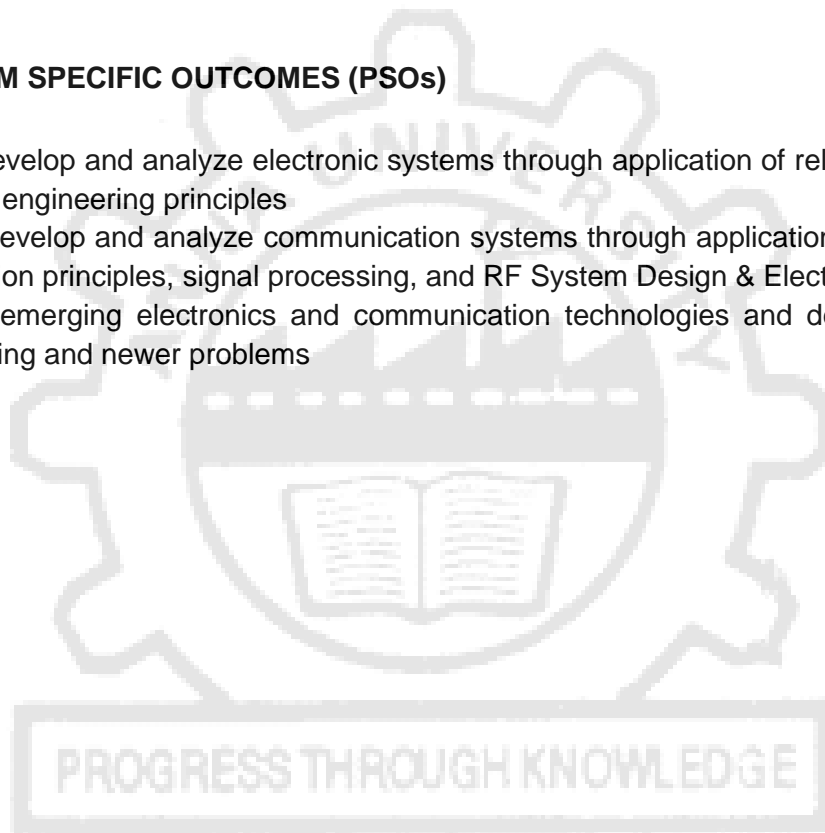 M SPECIFIC OUTCOMES (PSOs)
evelop and analyze electronic systems through application of rel
engineering principles
evelop and analyze communication systems through application
on principles, signal processing, and RF System Design & Elect
emerging electronics and communication technologies and de
ing and newer problems
ANNA UNIVERSITY
PROGRESS THROUGH KNOWLEDGE